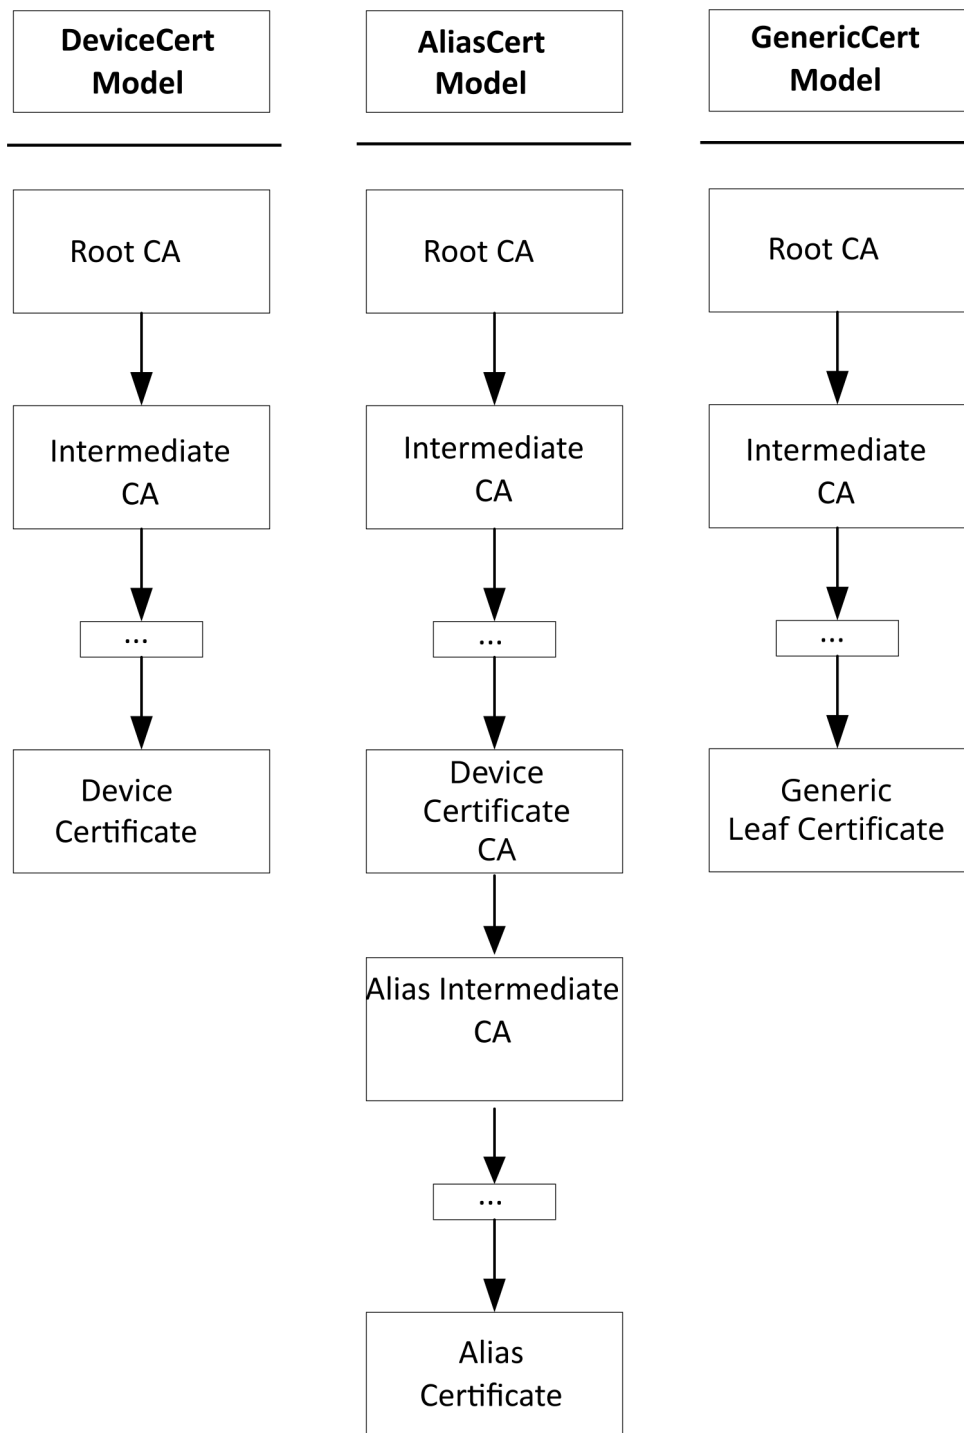 DeviceCert
Model
AliasCert
Model
GenericCert
Model
Root CA
Root CA
Root CA
Intermediate
CA
Intermediate
CA
Intermediate
CA
...
...
...
Device
Certificate
Device
Certificate
CA
Generic
Leaf Certificate
Alias Intermediate
CA
...
Alias
Certificate